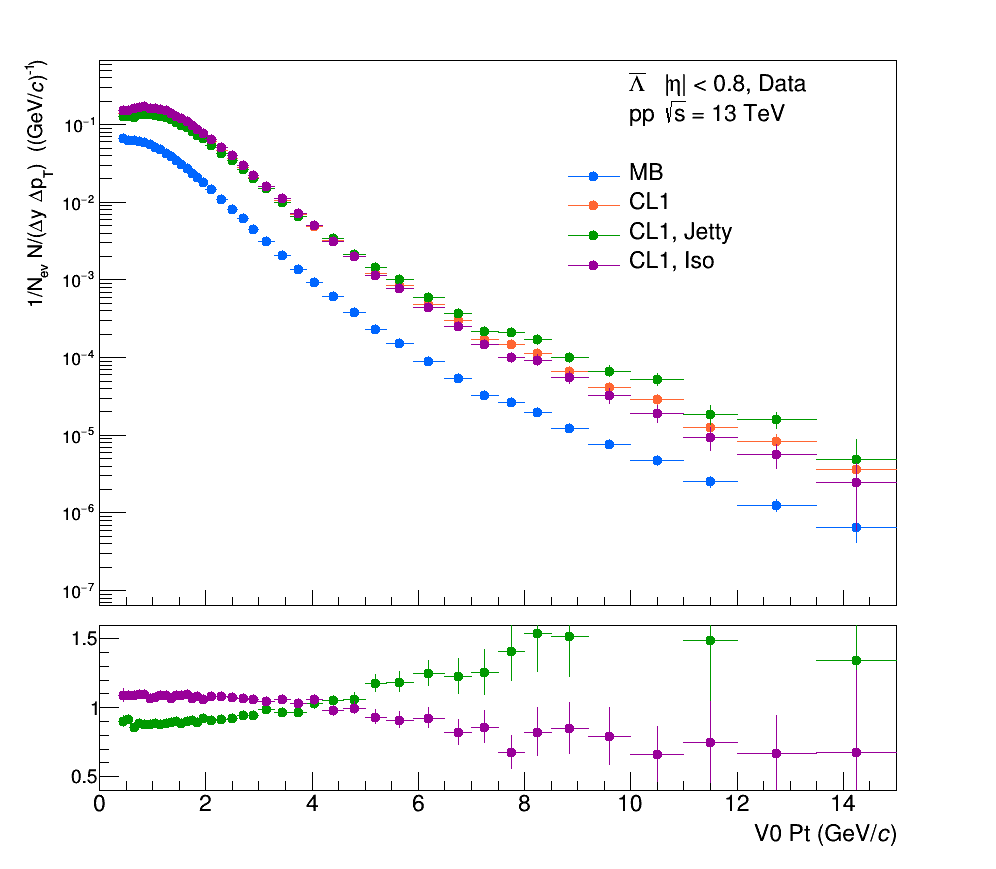 Λ̅ |η| < 0.8, Data
pp √s = 13 TeV
MB
CL1
CL1, Jetty
CL1, Iso
1/N_ev N/(Δy Δp_T) ((GeV/c)⁻¹)
10⁻¹
10⁻²
10⁻³
10⁻⁴
10⁻⁵
10⁻⁶
10⁻⁷
1.5
1
0.5
0 2 4 6 8 10 12 14
V0 Pt (GeV/c)